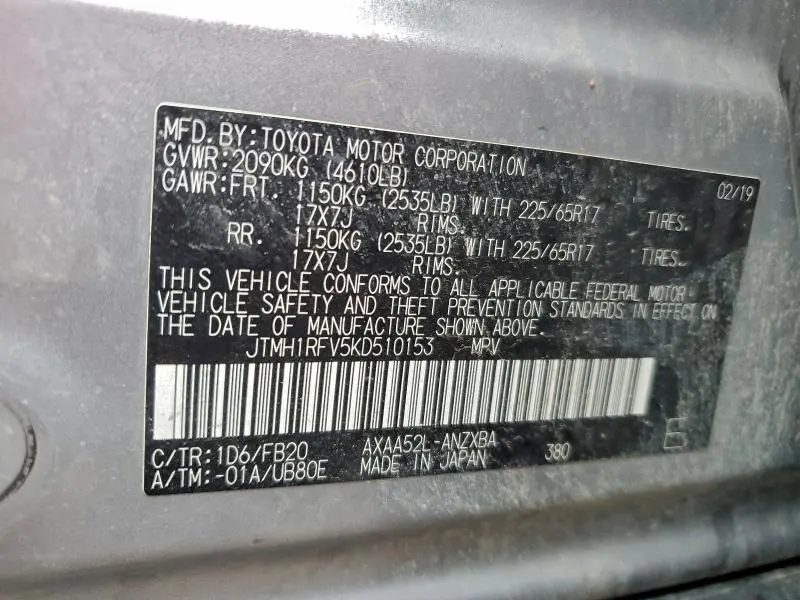 MFD. BY: TOYOTA MOTOR CORPORATION 02/19
GVWR: 2090KG (4610LB)
GAWR: FRT. 1150KG (2535LB) WITH 225/65R17 TIRES.
17X7J RIMS.
RR. 1150KG (2535LB) WITH 225/65R17 TIRES.
17X7J RIMS.
THIS VEHICLE CONFORMS TO ALL APPLICABLE FEDERAL MOTOR
VEHICLE SAFETY AND THEFT PREVENTION STANDARDS IN EFFECT ON
THE DATE OF MANUFACTURE SHOWN ABOVE.
JTMH1RFV5KD510153 MPV
C/TR: 1D6/FB20 AXAA52L-ANZXBA 380
A/TM: -01A/UB80E MADE IN JAPAN